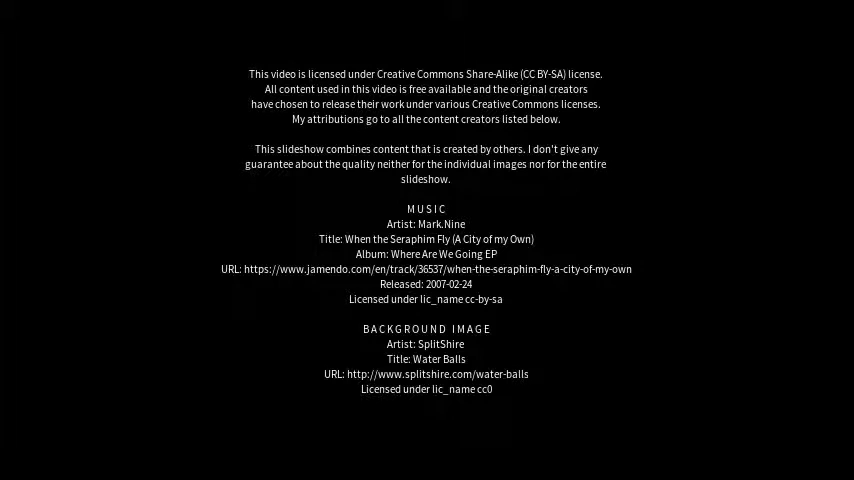 This video is licensed under Creative Commons Share-Alike (CC BY-SA) license.
All content used in this video is free available and the original creators
have chosen to release their work under various Creative Commons licenses.
My attributions go to all the content creators listed below.
This slideshow combines content that is created by others. I don't give any
guarantee about the quality neither for the individual images nor for the entire
slideshow.
MUSIC
Artist: Mark.Nine
Title: When the Seraphim Fly (A City of my Own)
Album: Where Are We Going EP
URL: https://www.jamendo.com/en/track/36537/when-the-seraphim-fly-a-city-of-my-own
Released: 2007-02-24
Licensed under lic_name cc-by-sa
BACKGROUND IMAGE
Artist: SplitShire
Title: Water Balls
URL: http://www.splitshire.com/water-balls
Licensed under lic_name cc0